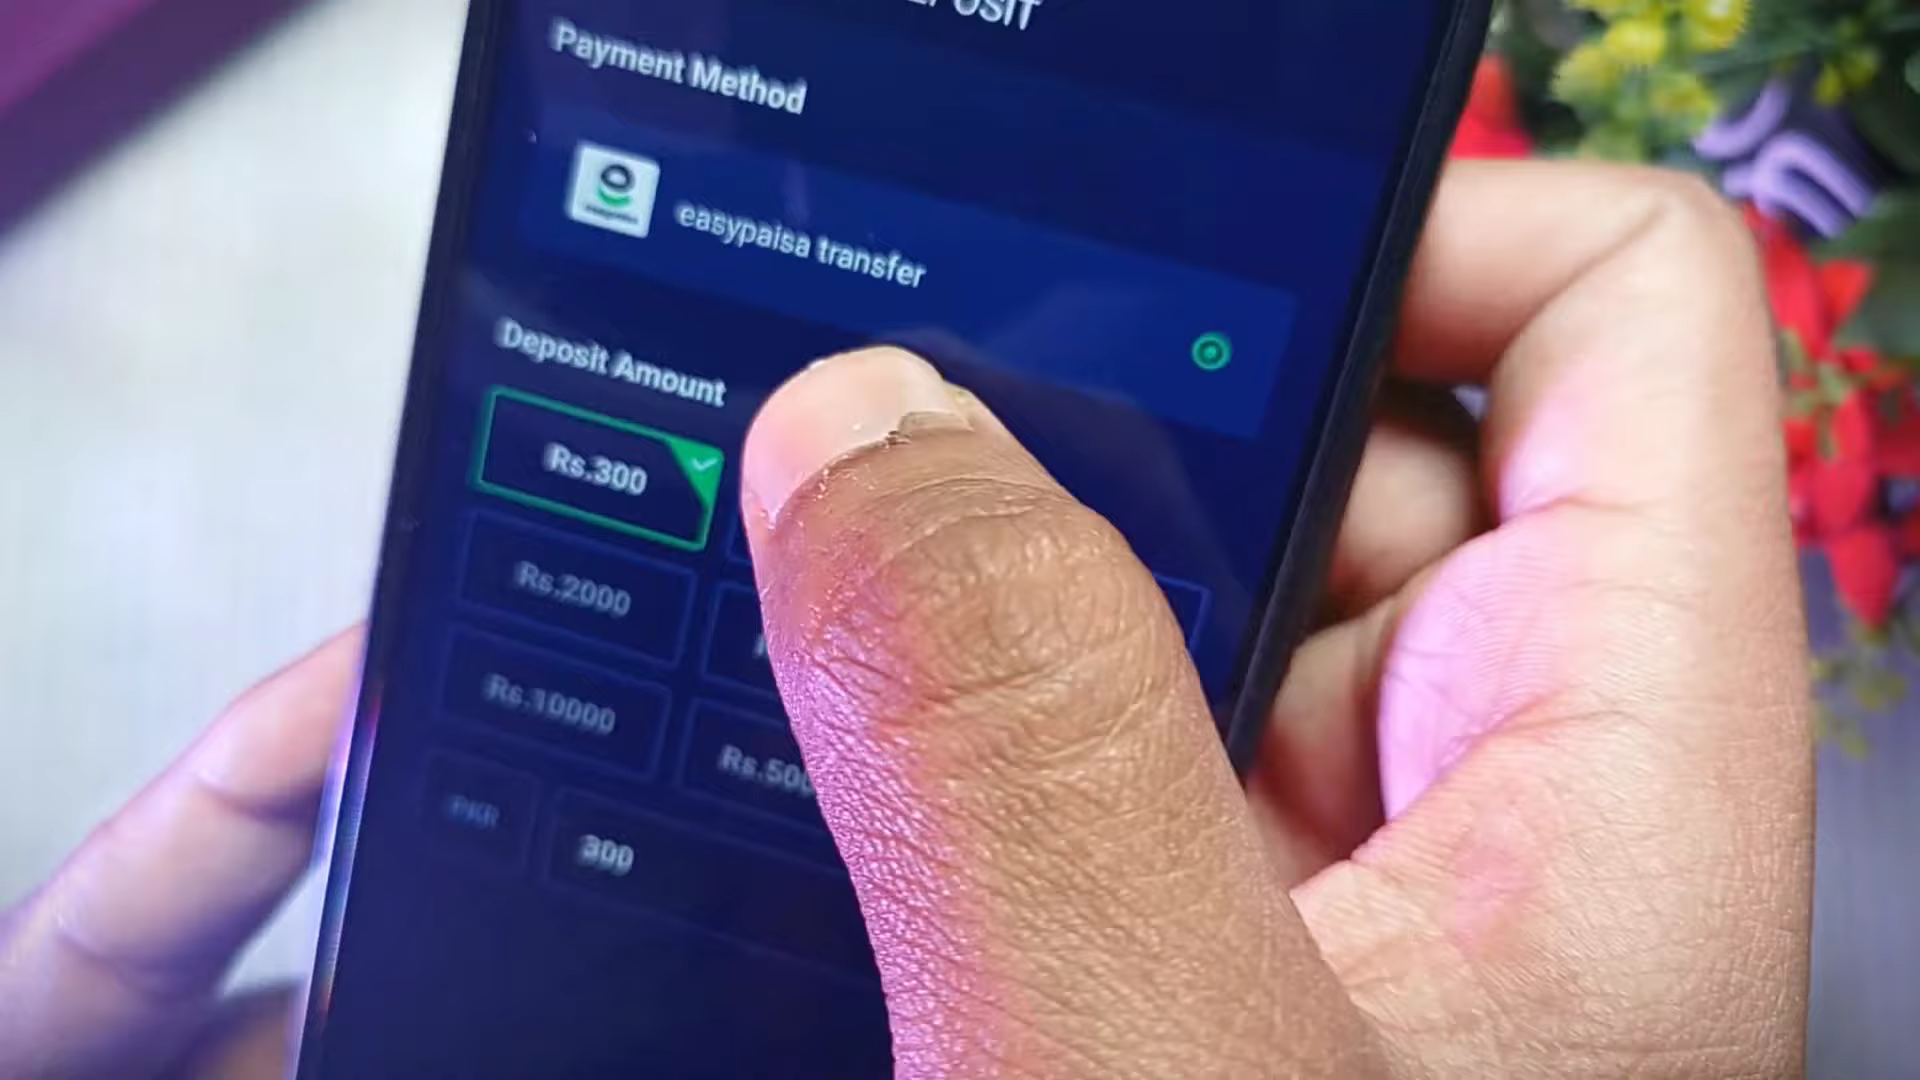 Payment Method
easypaisa transfer
Deposit Amount
Rs.300
Rs.2000
Rs.10000
PKR
300